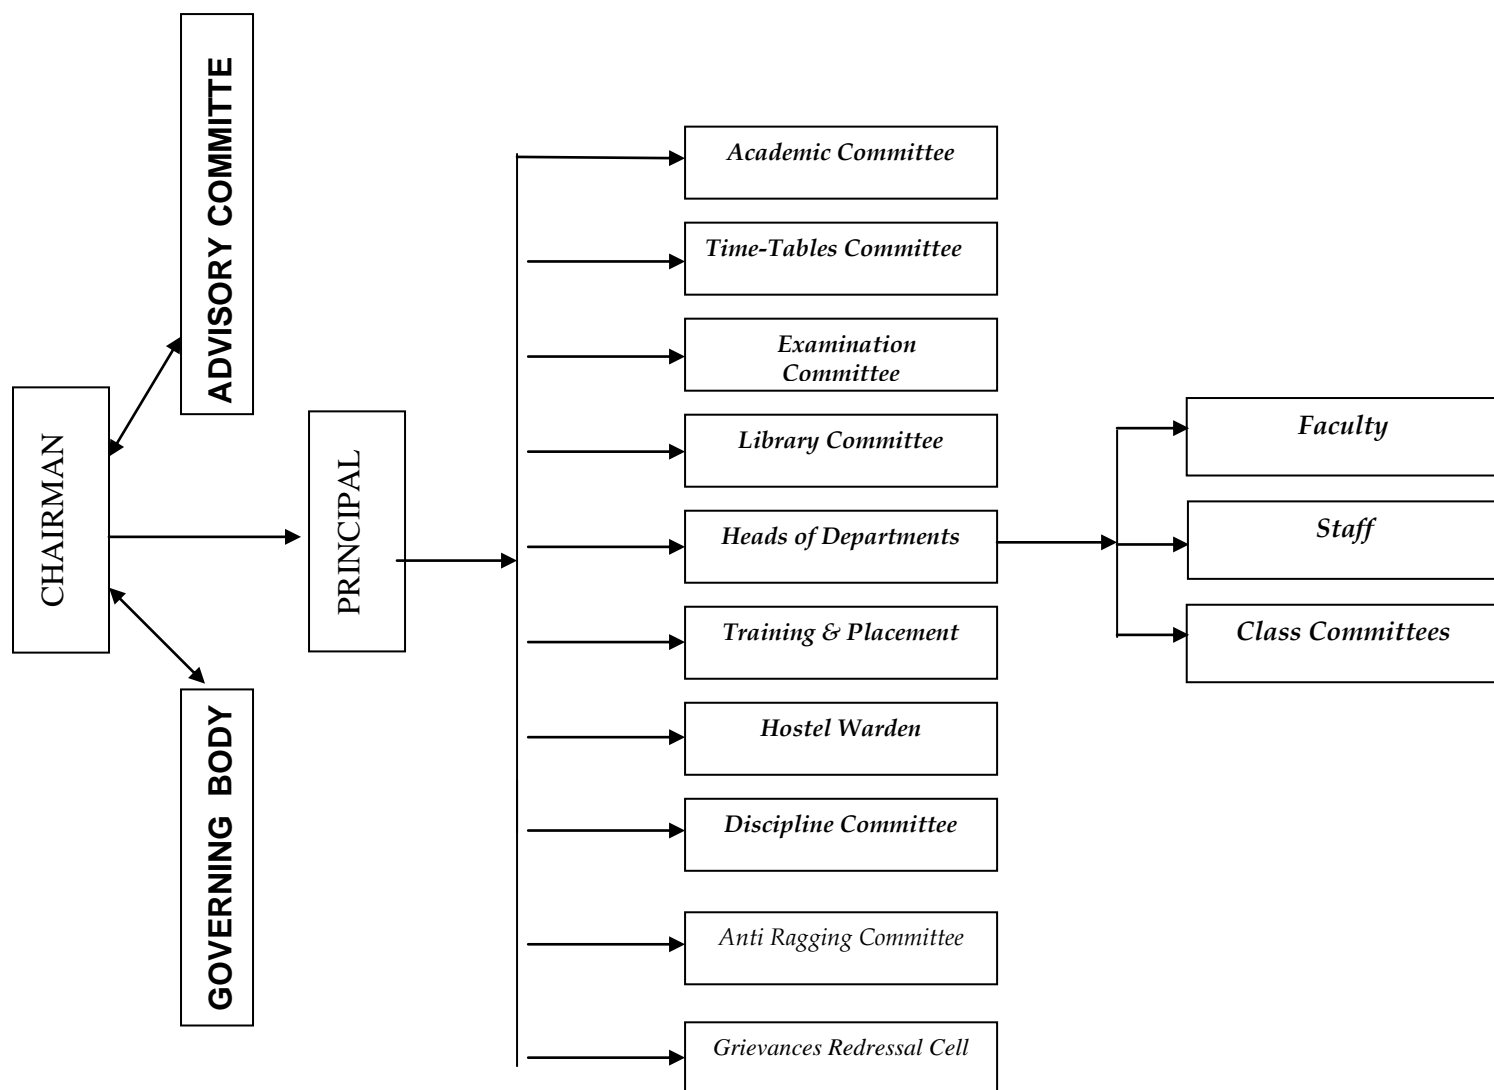 ADVISORY COMMITTE
CHAIRMAN
GOVERNING BODY
PRINCIPAL
Academic Committee
Time-Tables Committee
Examination
Committee
Library Committee
Heads of Departments
Training & Placement
Hostel Warden
Discipline Committee
Anti Ragging Committee
Grievances Redressal Cell
Faculty
Staff
Class Committees